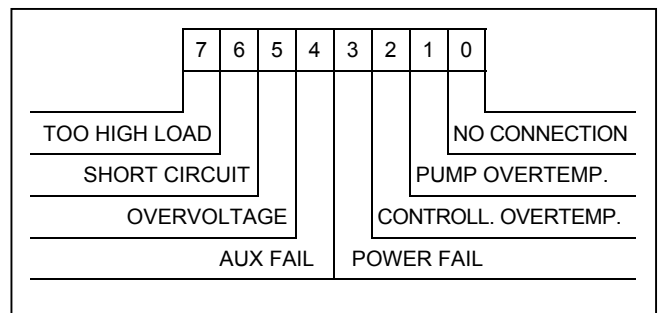 7 6 5 4 3 2 1 0
TOO HIGH LOAD NO CONNECTION
SHORT CIRCUIT PUMP OVERTEMP.
OVERVOLTAGE CONTROLL. OVERTEMP.
AUX FAIL POWER FAIL